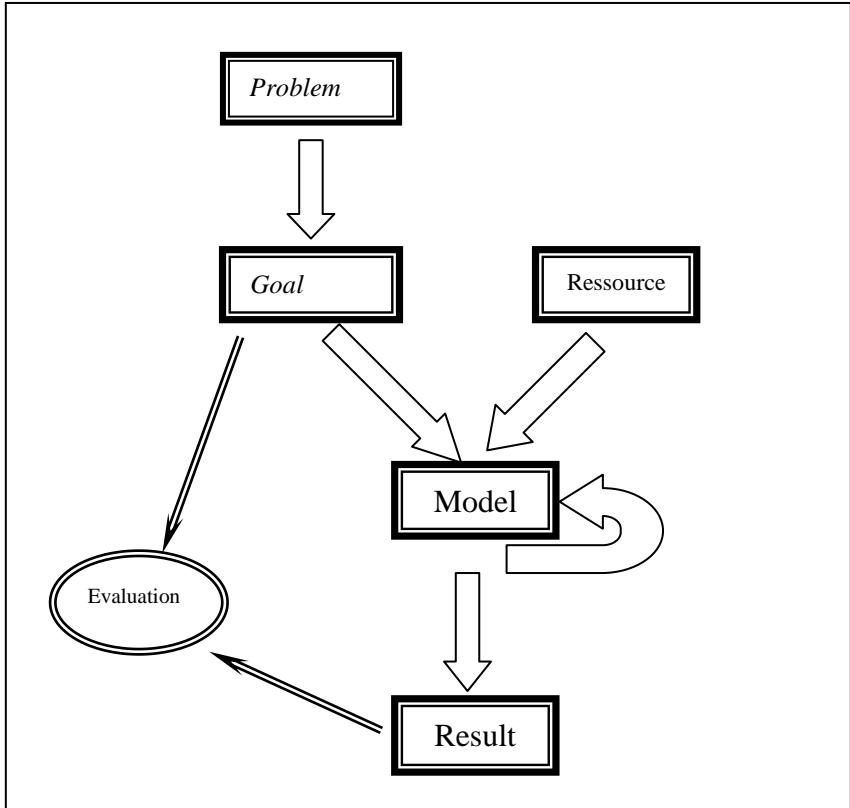 Problem
Goal
Ressource
Model
Evaluation
Result